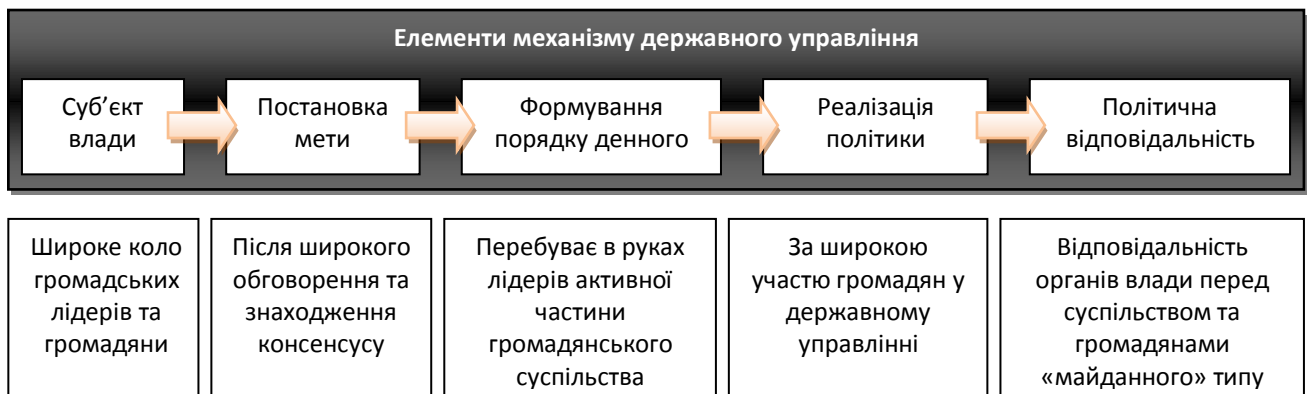 Елементи механізму державного управління
Суб’єкт
влади
Постановка
мети
Формування
порядку денного
Реалізація
політики
Політична
відповідальність
Широке коло
громадських
лідерів та
громадяни
Після широкого
обговорення та
знаходження
консенсусу
Перебуває в руках
лідерів активної
частини
громадянського
суспільства
За широкою
участю громадян у
державному
управлінні
Відповідальність
органів влади перед
суспільством та
громадянами
«майданного» типу